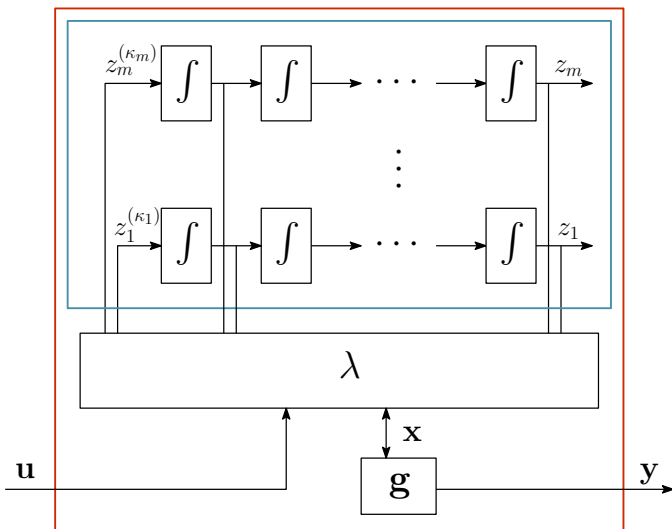 z_m^{(κ_m)} ∫ ∫ ··· ∫ z_m
⋮
z_1^{(κ_1)} ∫ ∫ ··· ∫ z_1
λ
x
u g y